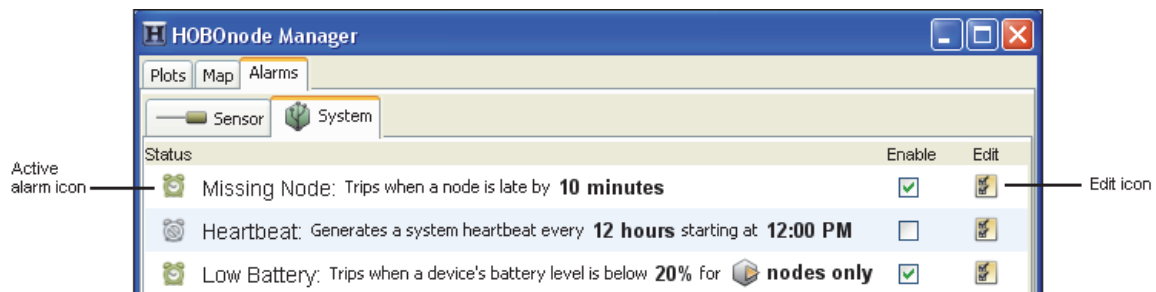 HOBOnode Manager
Plots Map Alarms
Sensor System
Status Enable Edit
Active
alarm icon
Missing Node: Trips when a node is late by 10 minutes
Edit icon
Heartbeat: Generates a system heartbeat every 12 hours starting at 12:00 PM
Low Battery: Trips when a device's battery level is below 20% for nodes only